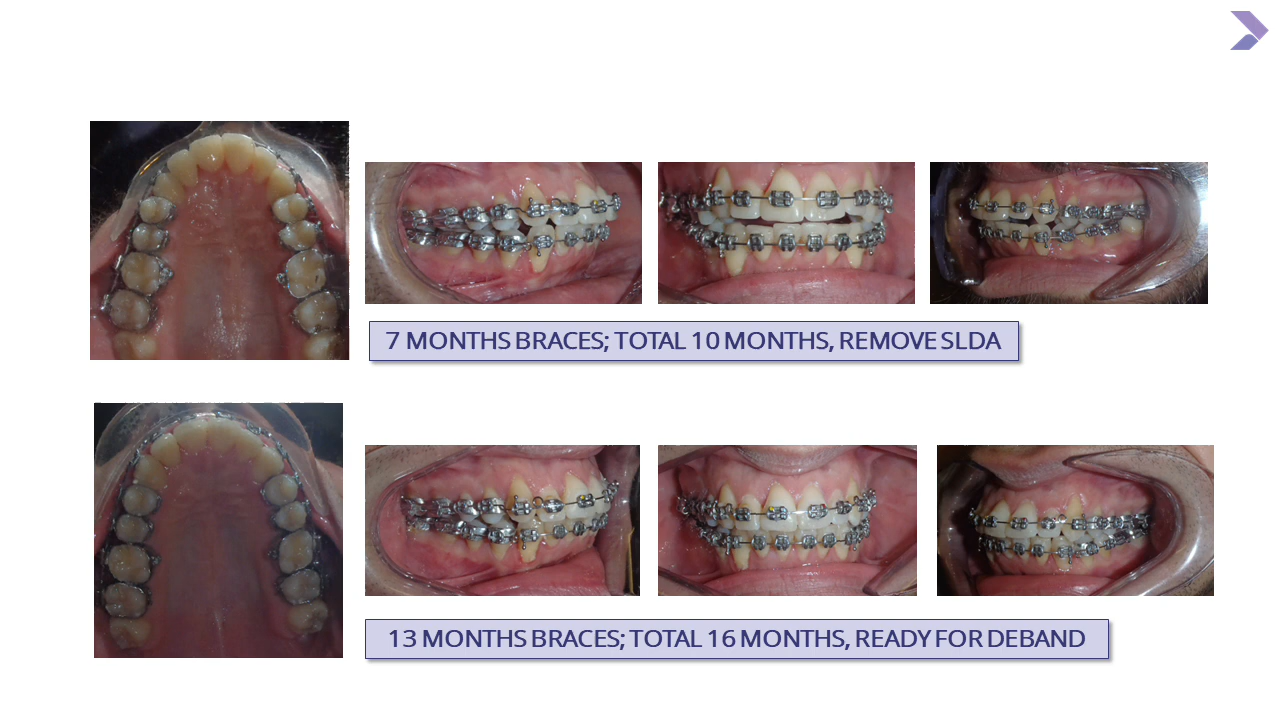 7 MONTHS BRACES; TOTAL 10 MONTHS, REMOVE SLDA
13 MONTHS BRACES; TOTAL 16 MONTHS, READY FOR DEBAND